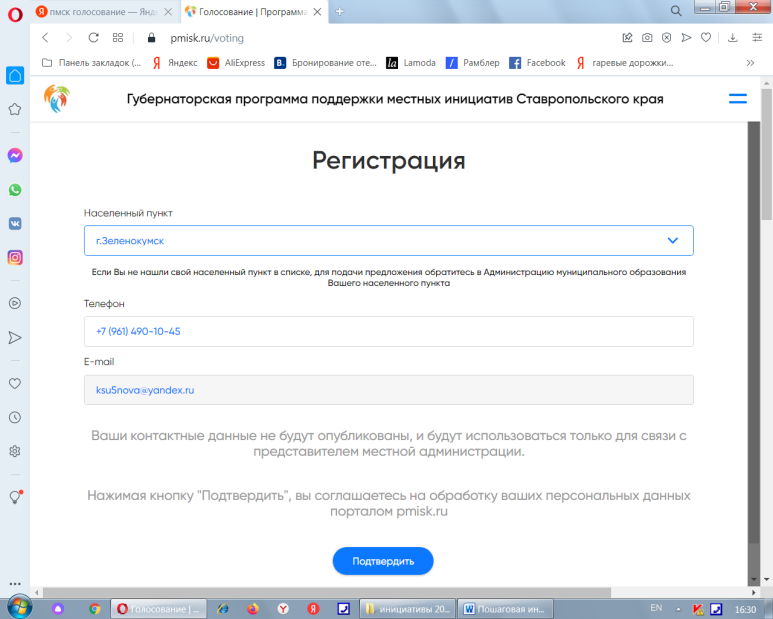 пмск голосование — Янде
Голосование | Программа
pmisk.ru/voting
Панель закладок (...
Яндекс
AliExpress
Бронирование оте...
Lamoda
Рамблер
Facebook
гаревые дорожки...
Губернаторская программа поддержки местных инициатив Ставропольского края
Регистрация
Населенный пункт
г.Зеленокумск
Если Вы не нашли свой населенный пункт в списке, для подачи предложения обратитесь в Администрацию муниципального образования
Вашего населенного пункта
Телефон
+7 (961) 490-10-45
E-mail
ksu5nova@yandex.ru
Ваши контактные данные не будут опубликованы, и будут использоваться только для связи с
представителем местной администрации.
Нажимая кнопку "Подтвердить", вы соглашаетесь на обработку ваших персональных данных
порталом pmisk.ru
Подтвердить
Голосование | ...
инициативы 20...
Пошаговая ин...
EN
16:30